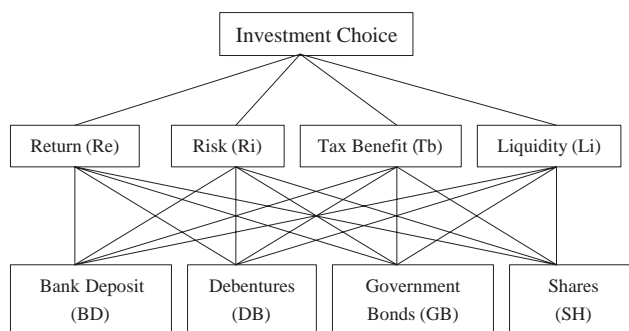 Investment Choice
Return (Re)
Risk (Ri)
Tax Benefit (Tb)
Liquidity (Li)
Bank Deposit
(BD)
Debentures
(DB)
Government
Bonds (GB)
Shares
(SH)